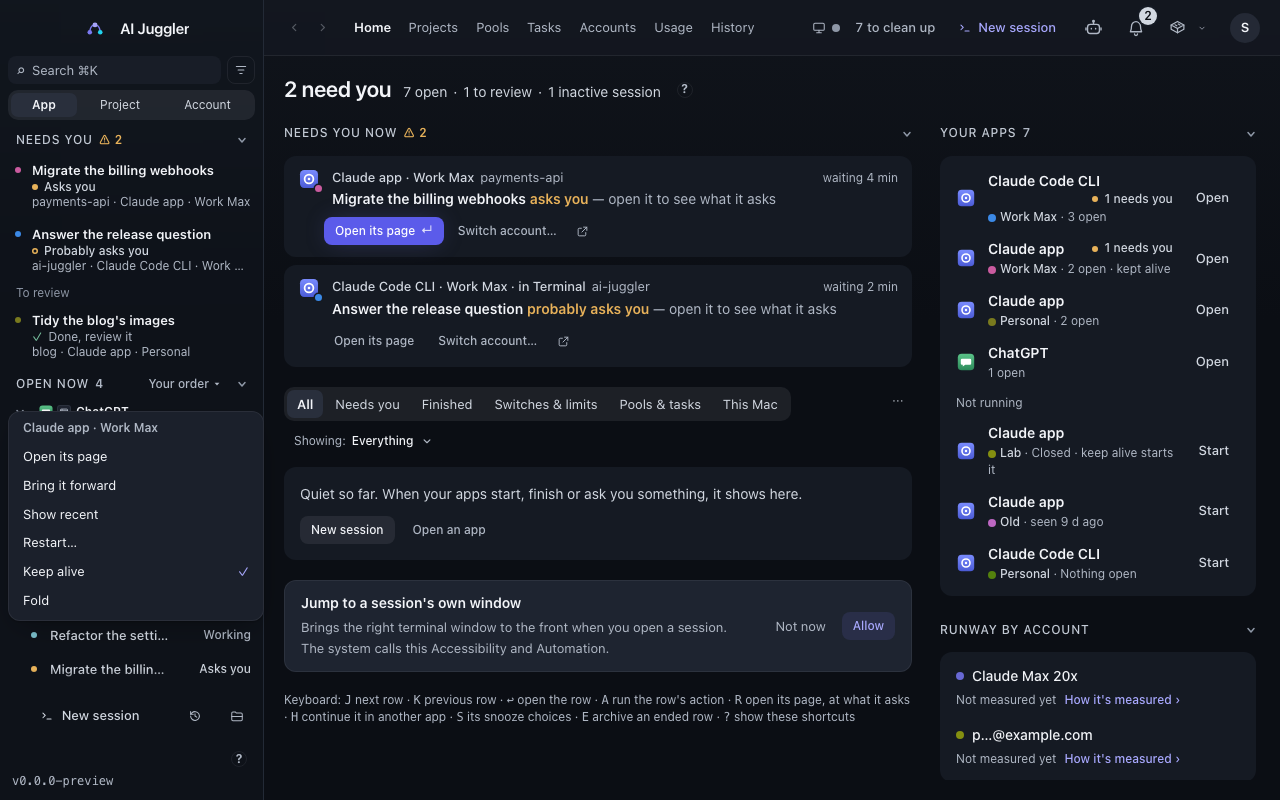 AI Juggler
Search ⌘K
App
Project
Account
NEEDS YOU 2
Migrate the billing webhooks
Asks you
payments-api · Claude app · Work Max
Answer the release question
Probably asks you
ai-juggler · Claude Code CLI · Work ...
To review
Tidy the blog's images
Done, review it
blog · Claude app · Personal
OPEN NOW 4
Your order
ChatGPT
Claude app · Work Max
Open its page
Bring it forward
Show recent
Restart...
Keep alive
Fold
Refactor the setti... Working
Migrate the billin... Asks you
New session
?
v0.0.0-preview
Home
Projects
Pools
Tasks
Accounts
Usage
History
7 to clean up
New session
2
S
2 need you 7 open · 1 to review · 1 inactive session ?
NEEDS YOU NOW 2
Claude app · Work Max payments-api waiting 4 min
Migrate the billing webhooks asks you — open it to see what it asks
Open its page ↵ Switch account...
Claude Code CLI · Work Max · in Terminal ai-juggler waiting 2 min
Answer the release question probably asks you — open it to see what it asks
Open its page Switch account...
All
Needs you
Finished
Switches & limits
Pools & tasks
This Mac
...
Showing: Everything
Quiet so far. When your apps start, finish or ask you something, it shows here.
New session Open an app
Jump to a session's own window
Brings the right terminal window to the front when you open a session.
The system calls this Accessibility and Automation.
Not now Allow
Keyboard: J next row · K previous row · ↩ open the row · A run the row's action · R open its page, at what it asks
· H continue it in another app · S its snooze choices · E archive an ended row · ? show these shortcuts
YOUR APPS 7
Claude Code CLI
1 needs you
Work Max · 3 open
Open
Claude app 1 needs you
Work Max · 2 open · kept alive
Open
Claude app
Personal · 2 open
Open
ChatGPT
1 open
Open
Not running
Claude app
Lab · Closed · keep alive starts
it
Start
Claude app
Old · seen 9 d ago
Start
Claude Code CLI
Personal · Nothing open
Start
RUNWAY BY ACCOUNT
Claude Max 20x
Not measured yet How it's measured ›
p...@example.com
Not measured yet How it's measured ›